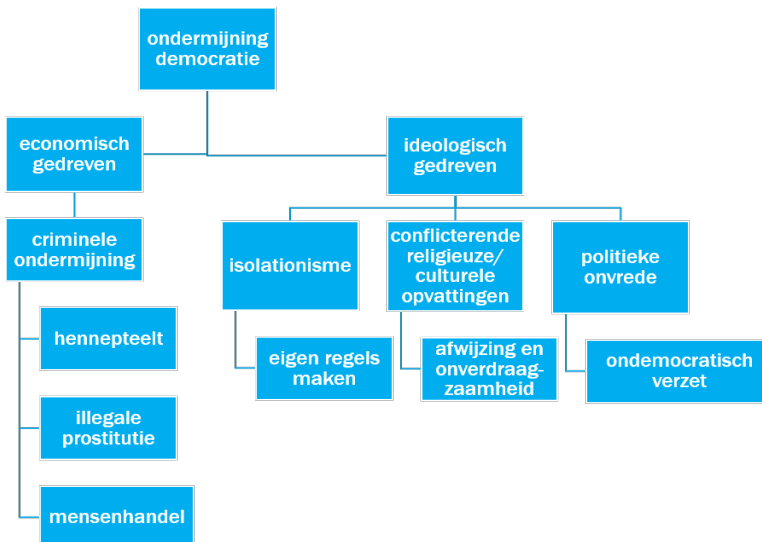 ondermijning
democratie
economisch
gedreven
ideologisch
gedreven
criminele
ondermijning
isolationisme
conflicterende
religieuze/
culturele
opvattingen
politieke
onvrede
hennepteelt
eigen regels
maken
afwijzing en
onverdraag-
zaamheid
ondemocratisch
verzet
illegale
prostitutie
mensenhandel